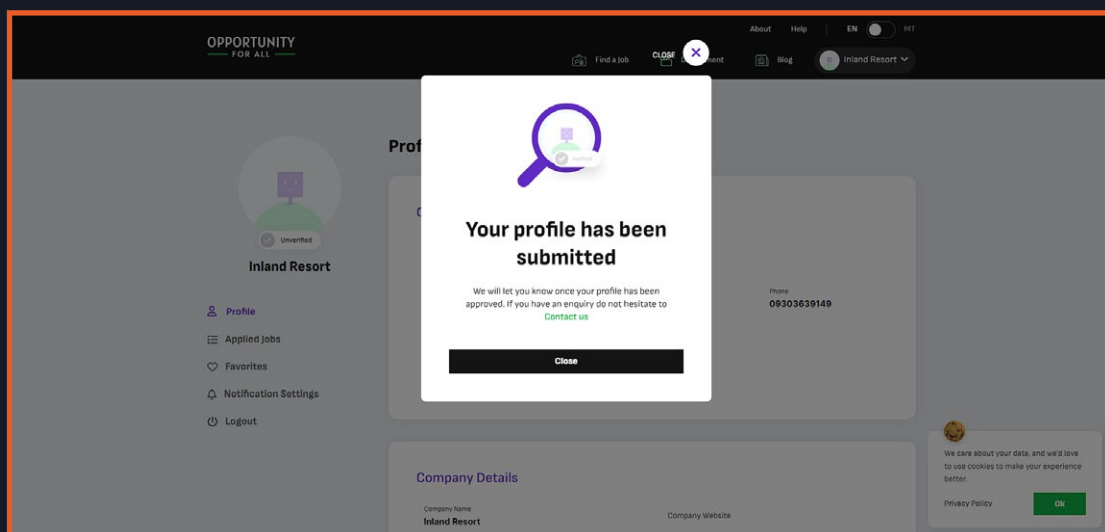 OPPORTUNITY
FOR ALL
About Help EN MT
Find a Job
CLOSE
Blog
Inland Resort
Prof
Verified
Your profile has been
submitted
We will let you know once your profile has been
approved. If you have an enquiry do not hesitate to
Contact us
Close
Phone
09303639149
Unverified
Inland Resort
Profile
Applied Jobs
Favorites
Notification Settings
Logout
Company Details
Company Name
Inland Resort
Company Website
We care about your data, and we'd love
to use cookies to make your experience
better.
Privacy Policy
Ok